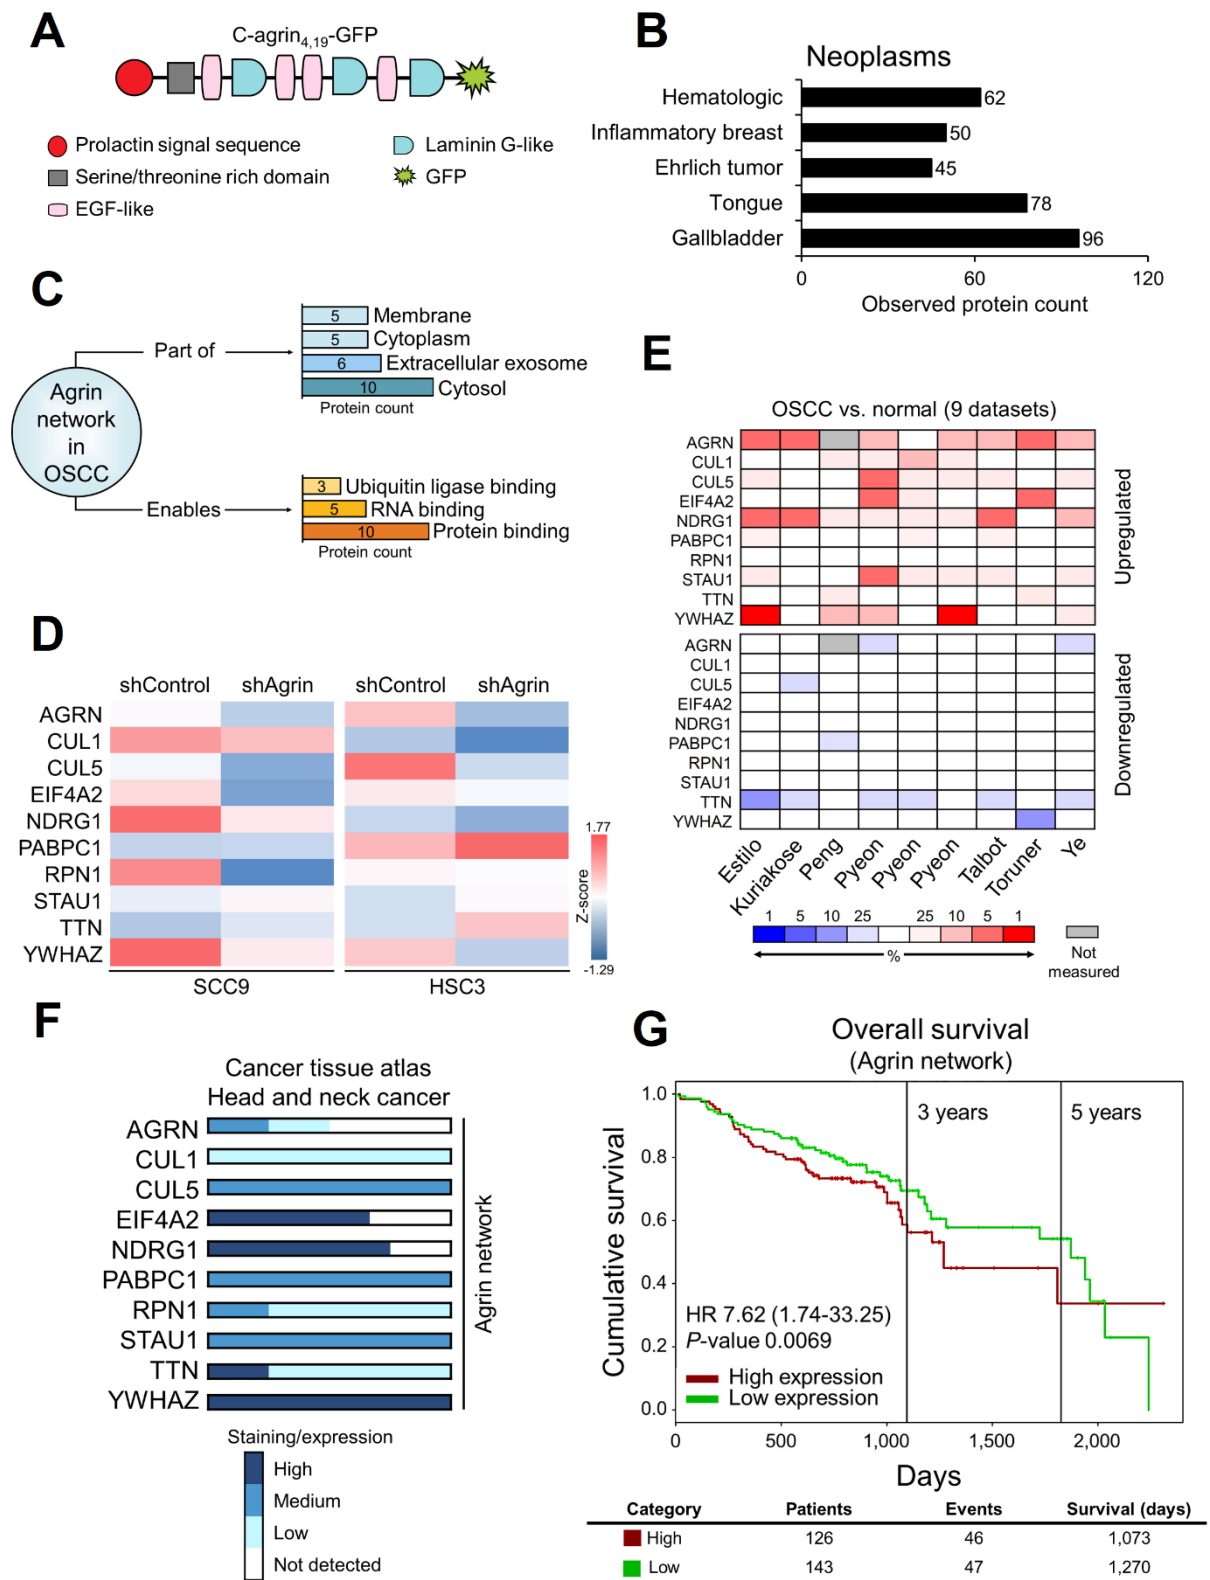 A
C-agrin4,19-GFP
Prolactin signal sequence
Serine/threonine rich domain
EGF-like
Laminin G-like
GFP
B
Neoplasms
Hematologic
62
Inflammatory breast
50
Ehrlich tumor
45
Tongue
78
Gallbladder
96
0
60
120
Observed protein count
C
Agrin
network
in
OSCC
Part of
5
Membrane
5
Cytoplasm
6
Extracellular exosome
10
Cytosol
Protein count
Enables
3
Ubiquitin ligase binding
5
RNA binding
10
Protein binding
Protein count
D
shControl
shAgrin
shControl
shAgrin
AGRN
CUL1
CUL5
EIF4A2
NDRG1
PABPC1
RPN1
STAU1
TTN
YWHAZ
SCC9
HSC3
1.77
Z-score
-1.29
E
OSCC vs. normal (9 datasets)
AGRN
CUL1
CUL5
EIF4A2
NDRG1
PABPC1
RPN1
STAU1
TTN
YWHAZ
Upregulated
AGRN
CUL1
CUL5
EIF4A2
NDRG1
PABPC1
RPN1
STAU1
TTN
YWHAZ
Downregulated
Estilo
Kuriakose
Peng
Pyeon
Pyeon
Pyeon
Talbot
Toruner
Ye
1 5 10 25 25 10 5 1
%
Not
measured
F
Cancer tissue atlas
Head and neck cancer
AGRN
CUL1
CUL5
EIF4A2
NDRG1
PABPC1
RPN1
STAU1
TTN
YWHAZ
Agrin network
Staining/expression
High
Medium
Low
Not detected
G
Overall survival
(Agrin network)
Cumulative survival
1.0
0.8
0.6
0.4
0.2
0.0
3 years
5 years
HR 7.62 (1.74-33.25)
P-value 0.0069
High expression
Low expression
0 500 1,000 1,500 2,000
Days
Category Patients Events Survival (days)
High 126 46 1,073
Low 143 47 1,270